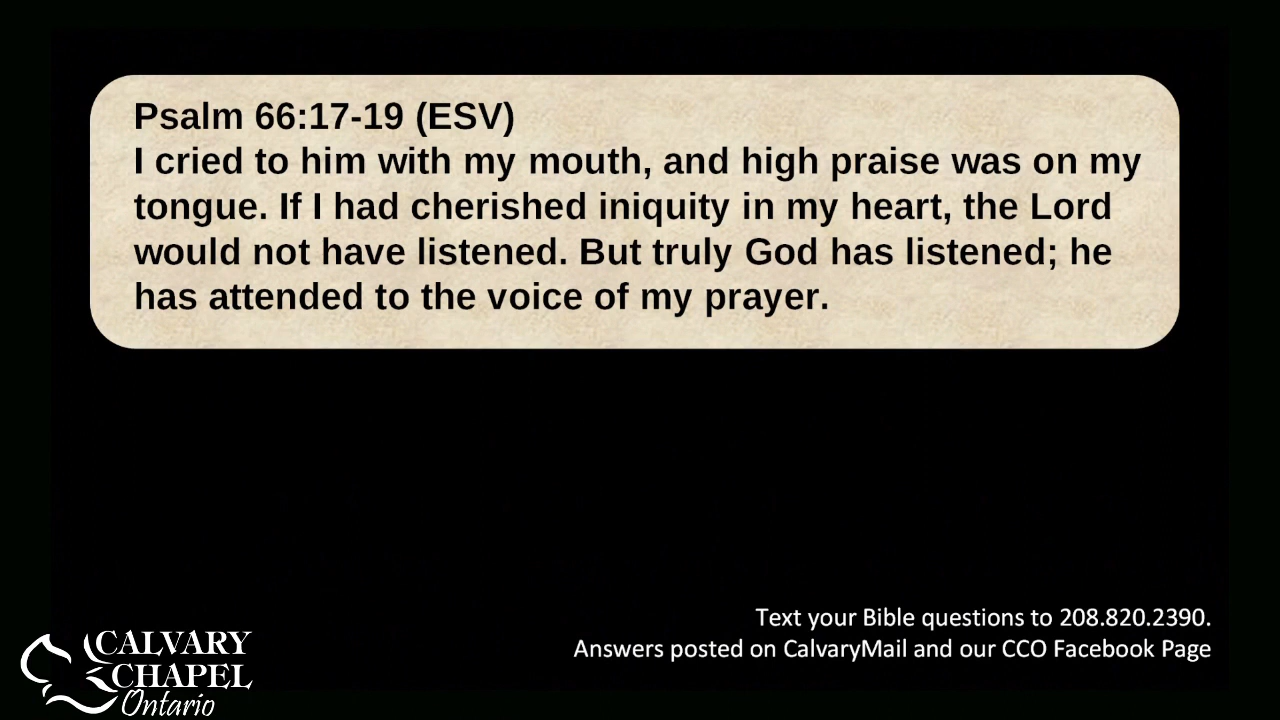 Psalm 66:17-19 (ESV)
I cried to him with my mouth, and high praise was on my
tongue. If I had cherished iniquity in my heart, the Lord
would not have listened. But truly God has listened; he
has attended to the voice of my prayer.
Text your Bible questions to 208.820.2390.
Answers posted on CalvaryMail and our CCO Facebook Page
CALVARY
CHAPEL
Ontario